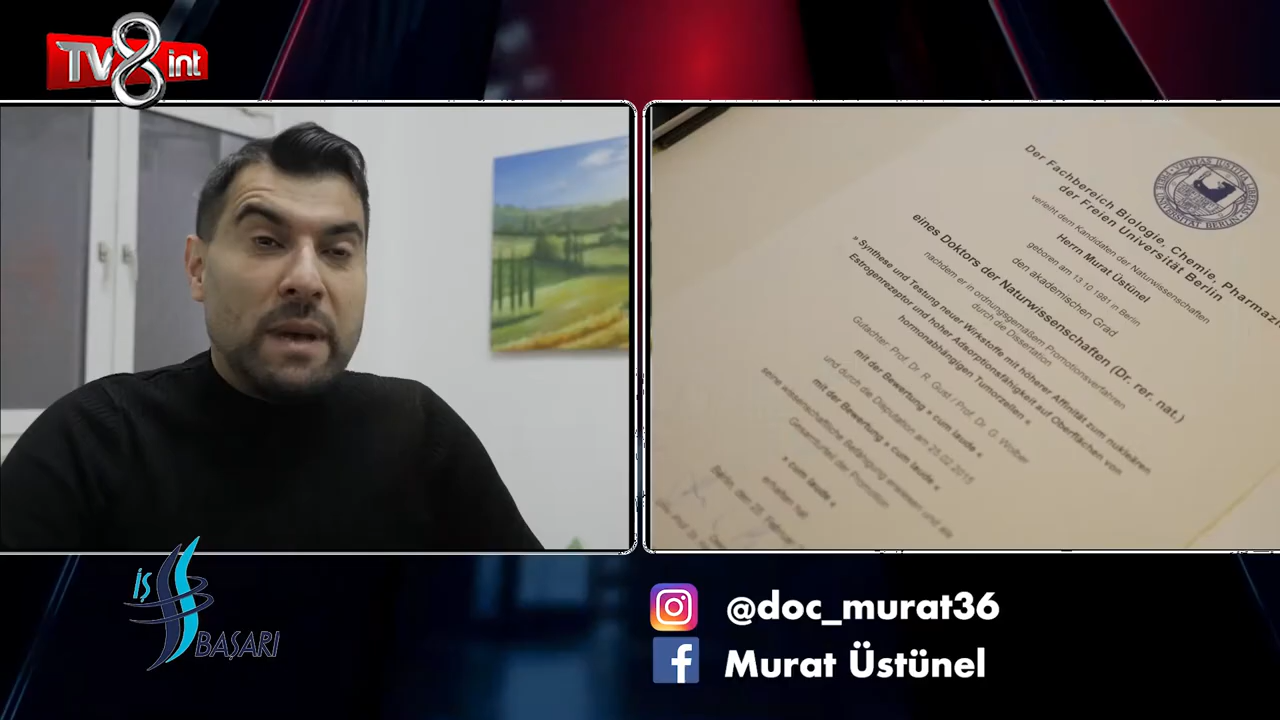 TV8int
Der Fachbereich Biologie, Chemie, Pharmazi
der Freien Universität Berlin
verleiht dem Kandidaten der Naturwissenschaften
Herrn Murat Üstünel
geboren am 13.10.1981 in Berlin
den akademischen Grad
eines Doktors der Naturwissenschaften (Dr. rer. nat.)
nachdem er in ordnungsgemäßem Promotionsverfahren
durch die Dissertation
» Synthese und Testung neuer Wirkstoffe mit höherer Affinität zum nukleären
Estrogenrezeptor und hoher Adsorptionsfähigkeit auf Oberflächen von
hormonabhängigen Tumorzellen «
Gutachter Prof. Dr. R. Gust / Prof. Dr. G. Wolber
mit der Bewertung » cum laude «
und durch die Disputation am 25.02.2015
mit der Bewertung » cum laude «
seine wissenschaftliche Befähigung erwiesen und als
Gesamturteil der Promotion
» cum laude «
erhalten hat.
Berlin, den 25. Februar
İŞ
BAŞARI
@doc_murat36
Murat Üstünel